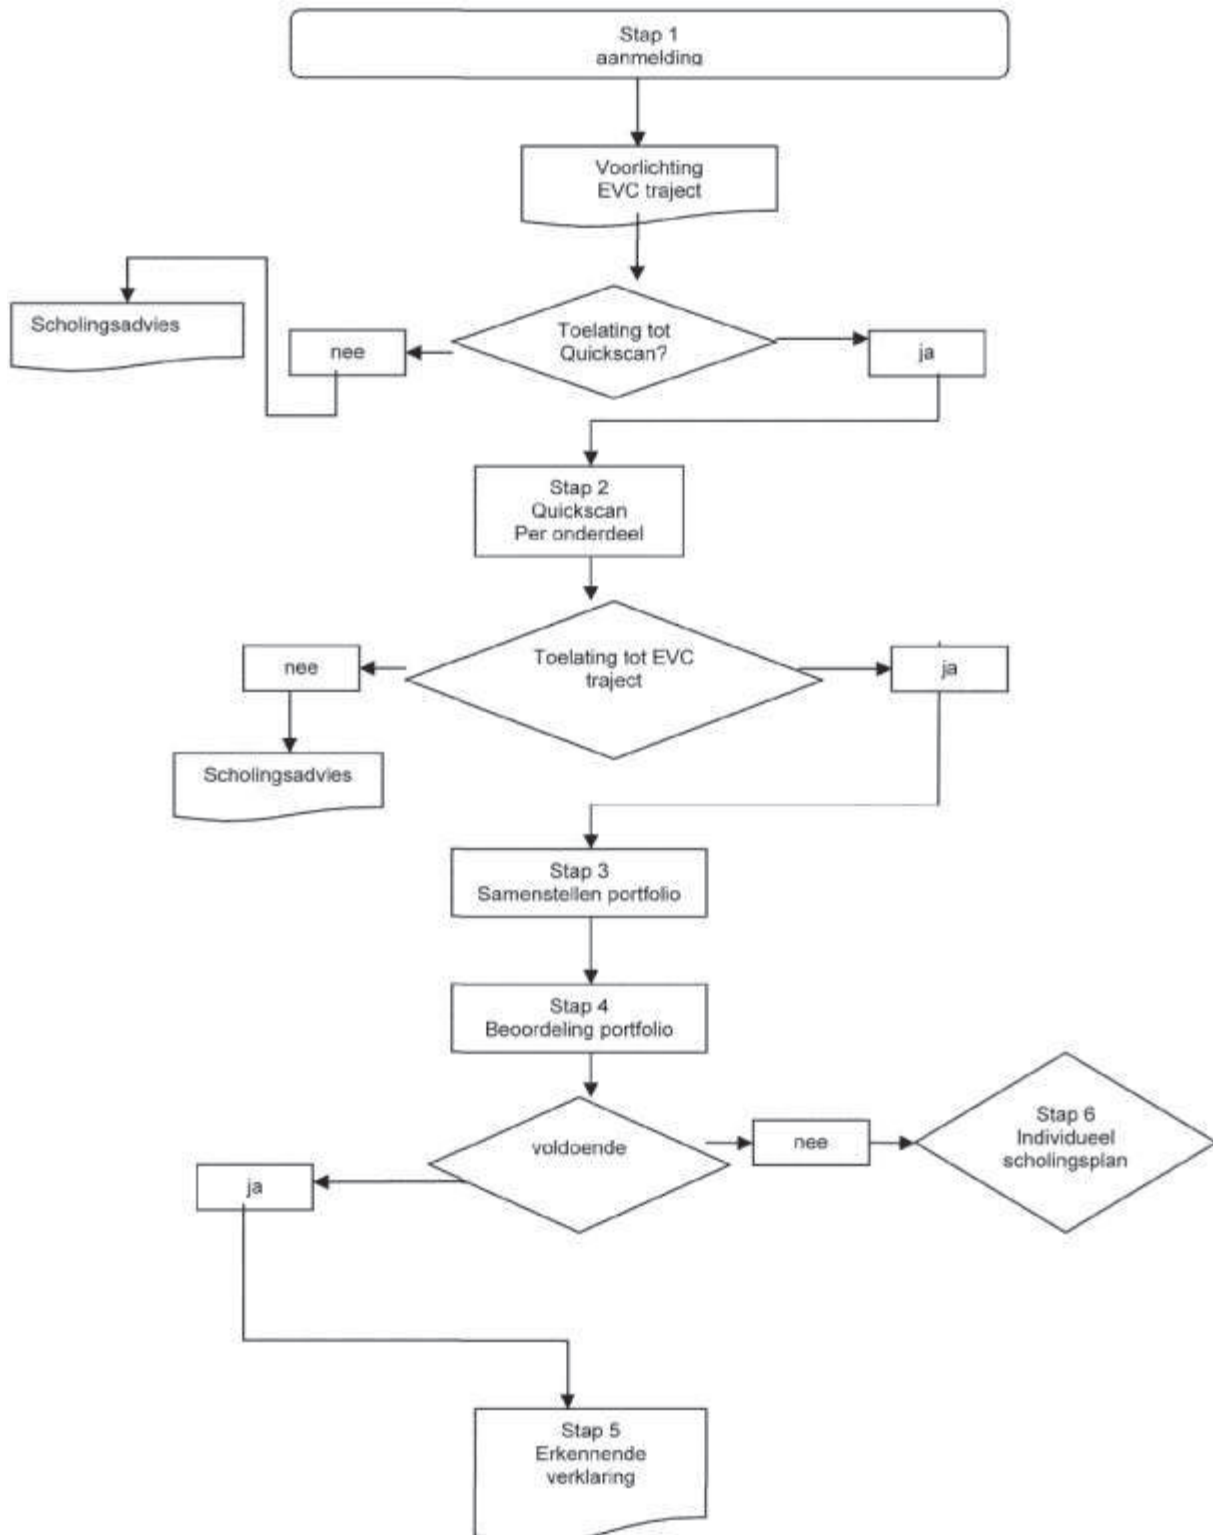 Stap 1
aanmelding
Voorlichting
EVC traject
Scholingsadvies
nee
Toelating tot
Quickscan?
ja
Stap 2
Quickscan
Per onderdeel
nee
Toelating tot EVC
traject
ja
Scholingsadvies
Stap 3
Samenstellen portfolio
Stap 4
Beoordeling portfolio
voldoende
nee
Stap 6
Individueel
scholingsplan
ja
Stap 5
Erkennende
verklaring